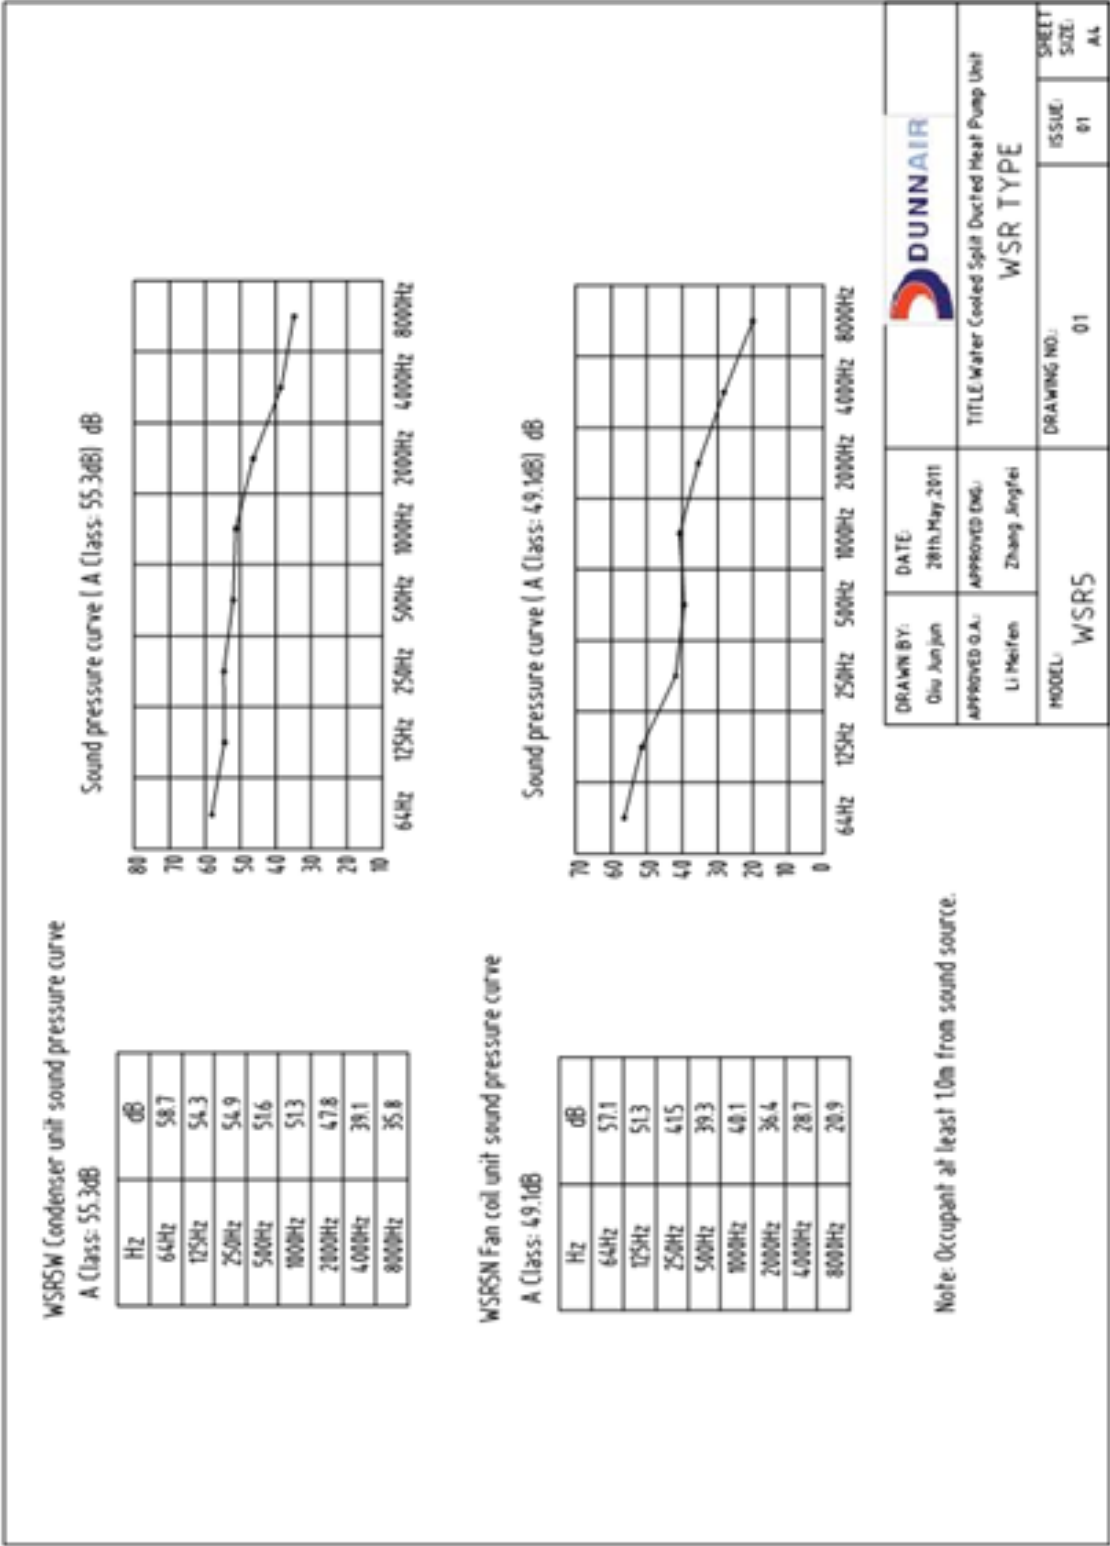 WSR5W Condenser unit sound pressure curve
A Class: 55.3dB
Hz dB
64Hz 58.7
125Hz 54.3
250Hz 54.9
500Hz 51.6
1000Hz 51.3
2000Hz 47.8
4000Hz 39.1
8000Hz 35.8
Sound pressure curve ( A Class: 55.3dB) dB
80
70
60
50
40
30
20
10
64Hz 125Hz 250Hz 500Hz 1000Hz 2000Hz 4000Hz 8000Hz
WSR5N Fan coil unit sound pressure curve
A Class: 49.1dB
Hz dB
64Hz 57.1
125Hz 51.3
250Hz 41.5
500Hz 39.3
1000Hz 40.1
2000Hz 36.4
4000Hz 28.7
8000Hz 20.9
Sound pressure curve ( A Class: 49.1dB) dB
70
60
50
40
30
20
10
0
64Hz 125Hz 250Hz 500Hz 1000Hz 2000Hz 4000Hz 8000Hz
Note: Occupant at least 1.0m from sound source.
DRAWN BY:
Qiu Junjun
DATE:
28th.May.2011
DUNNAIR
APPROVED Q.A.:
Li Meifen
APPROVED ENG.:
Zhang Jingfei
TITLE:Water Cooled Split Ducted Heat Pump Unit
WSR TYPE
MODEL:
WSR5
DRAWING NO.:
01
ISSUE:
01
SHEET
SIZE:
A4